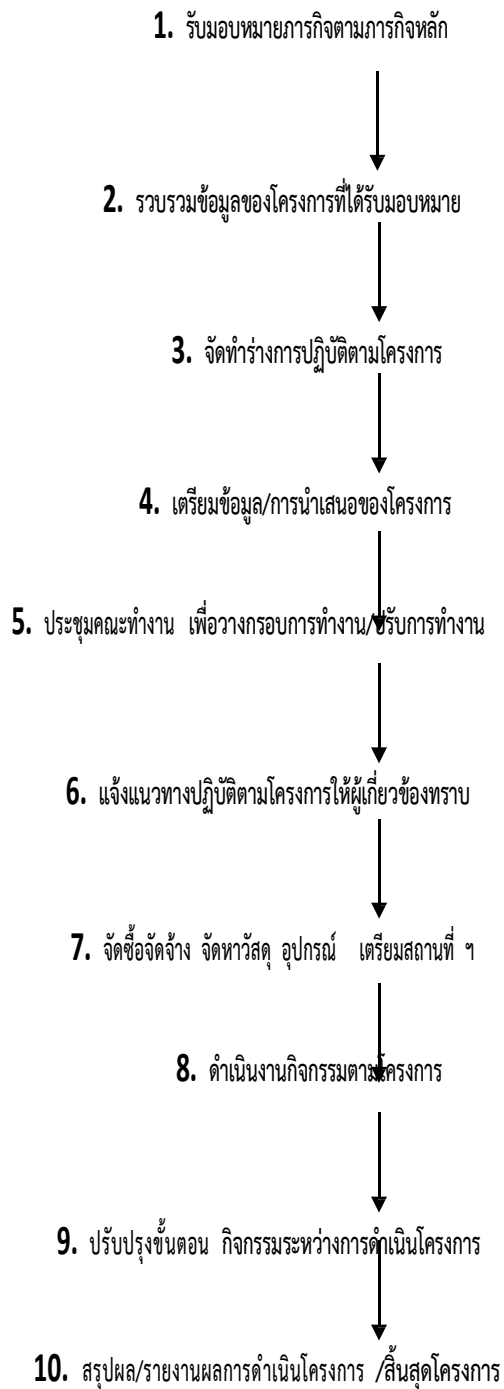 1. รับมอบหมายภารกิจตามภารกิจหลัก
2. รวบรวมข้อมูลของโครงการที่ได้รับมอบหมาย
3. จัดทำร่างการปฏิบัติตามโครงการ
4. เตรียมข้อมูล/การนำเสนอของโครงการ
5. ประชุมคณะทำงาน เพื่อวางกรอบการทำงาน/ปรับการทำงาน
6. แจ้งแนวทางปฏิบัติตามโครงการให้ผู้เกี่ยวข้องทราบ
7. จัดซื้อจัดจ้าง จัดหาวัสดุ อุปกรณ์ เตรียมสถานที่ ฯ
8. ดำเนินงานกิจกรรมตามโครงการ
9. ปรับปรุงขั้นตอน กิจกรรมระหว่างการดำเนินโครงการ
10. สรุปผล/รายงานผลการดำเนินโครงการ /สิ้นสุดโครงการ